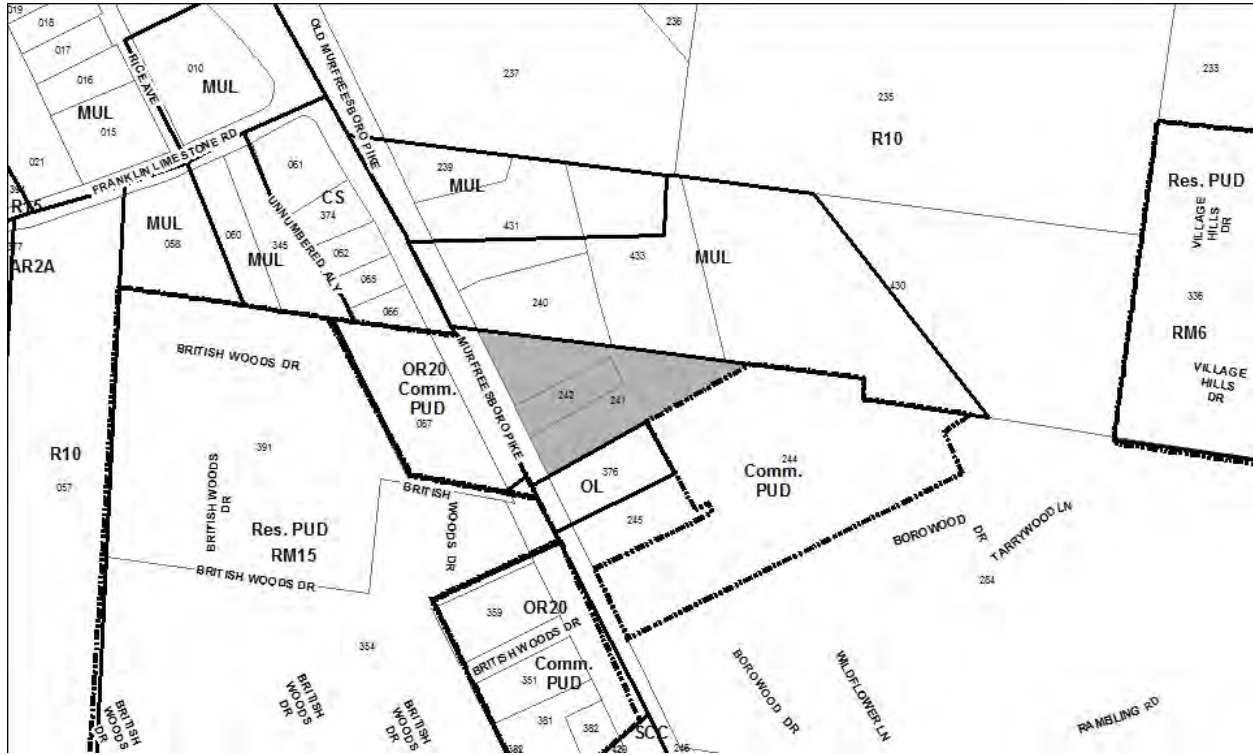 019
018
017
016
MUL
015
021
RICE AVE
010
MUL
FRANKLIN LIMESTONE RD
OLD MURFREESBORO PIKE
237
236
235
R10
233
Res. PUD
VILLAGE
HILLS
DR
336
RM6
VILLAGE
HILLS
DR
AR2A
MUL
058
060
345
MUL
UNNUMBERED ALY
061
CS
374
062
065
066
239
MUL
431
433
MUL
240
430
BRITISH WOODS DR
OR20
Comm.
PUD
067
MURFREESBORO PIKE
242
241
R10
057
391
BRITISH WOODS
DR
Res. PUD
RM15
BRITISH WOODS DR
BRITISH
WOODS DR
376
OL
245
244
Comm.
PUD
BOROWOOD
DR
TARRYWOOD LN
264
354
359
OR20
BRITISH WOODS DR
351
Comm.
PUD
381
382
SCC
246
BRITISH
WOODS
DR
BRITISH
WOODS
DR
BRITISH
WOODS
DR
BOROWOOD DR
WILDFLOWER LN
RAMBLING RD